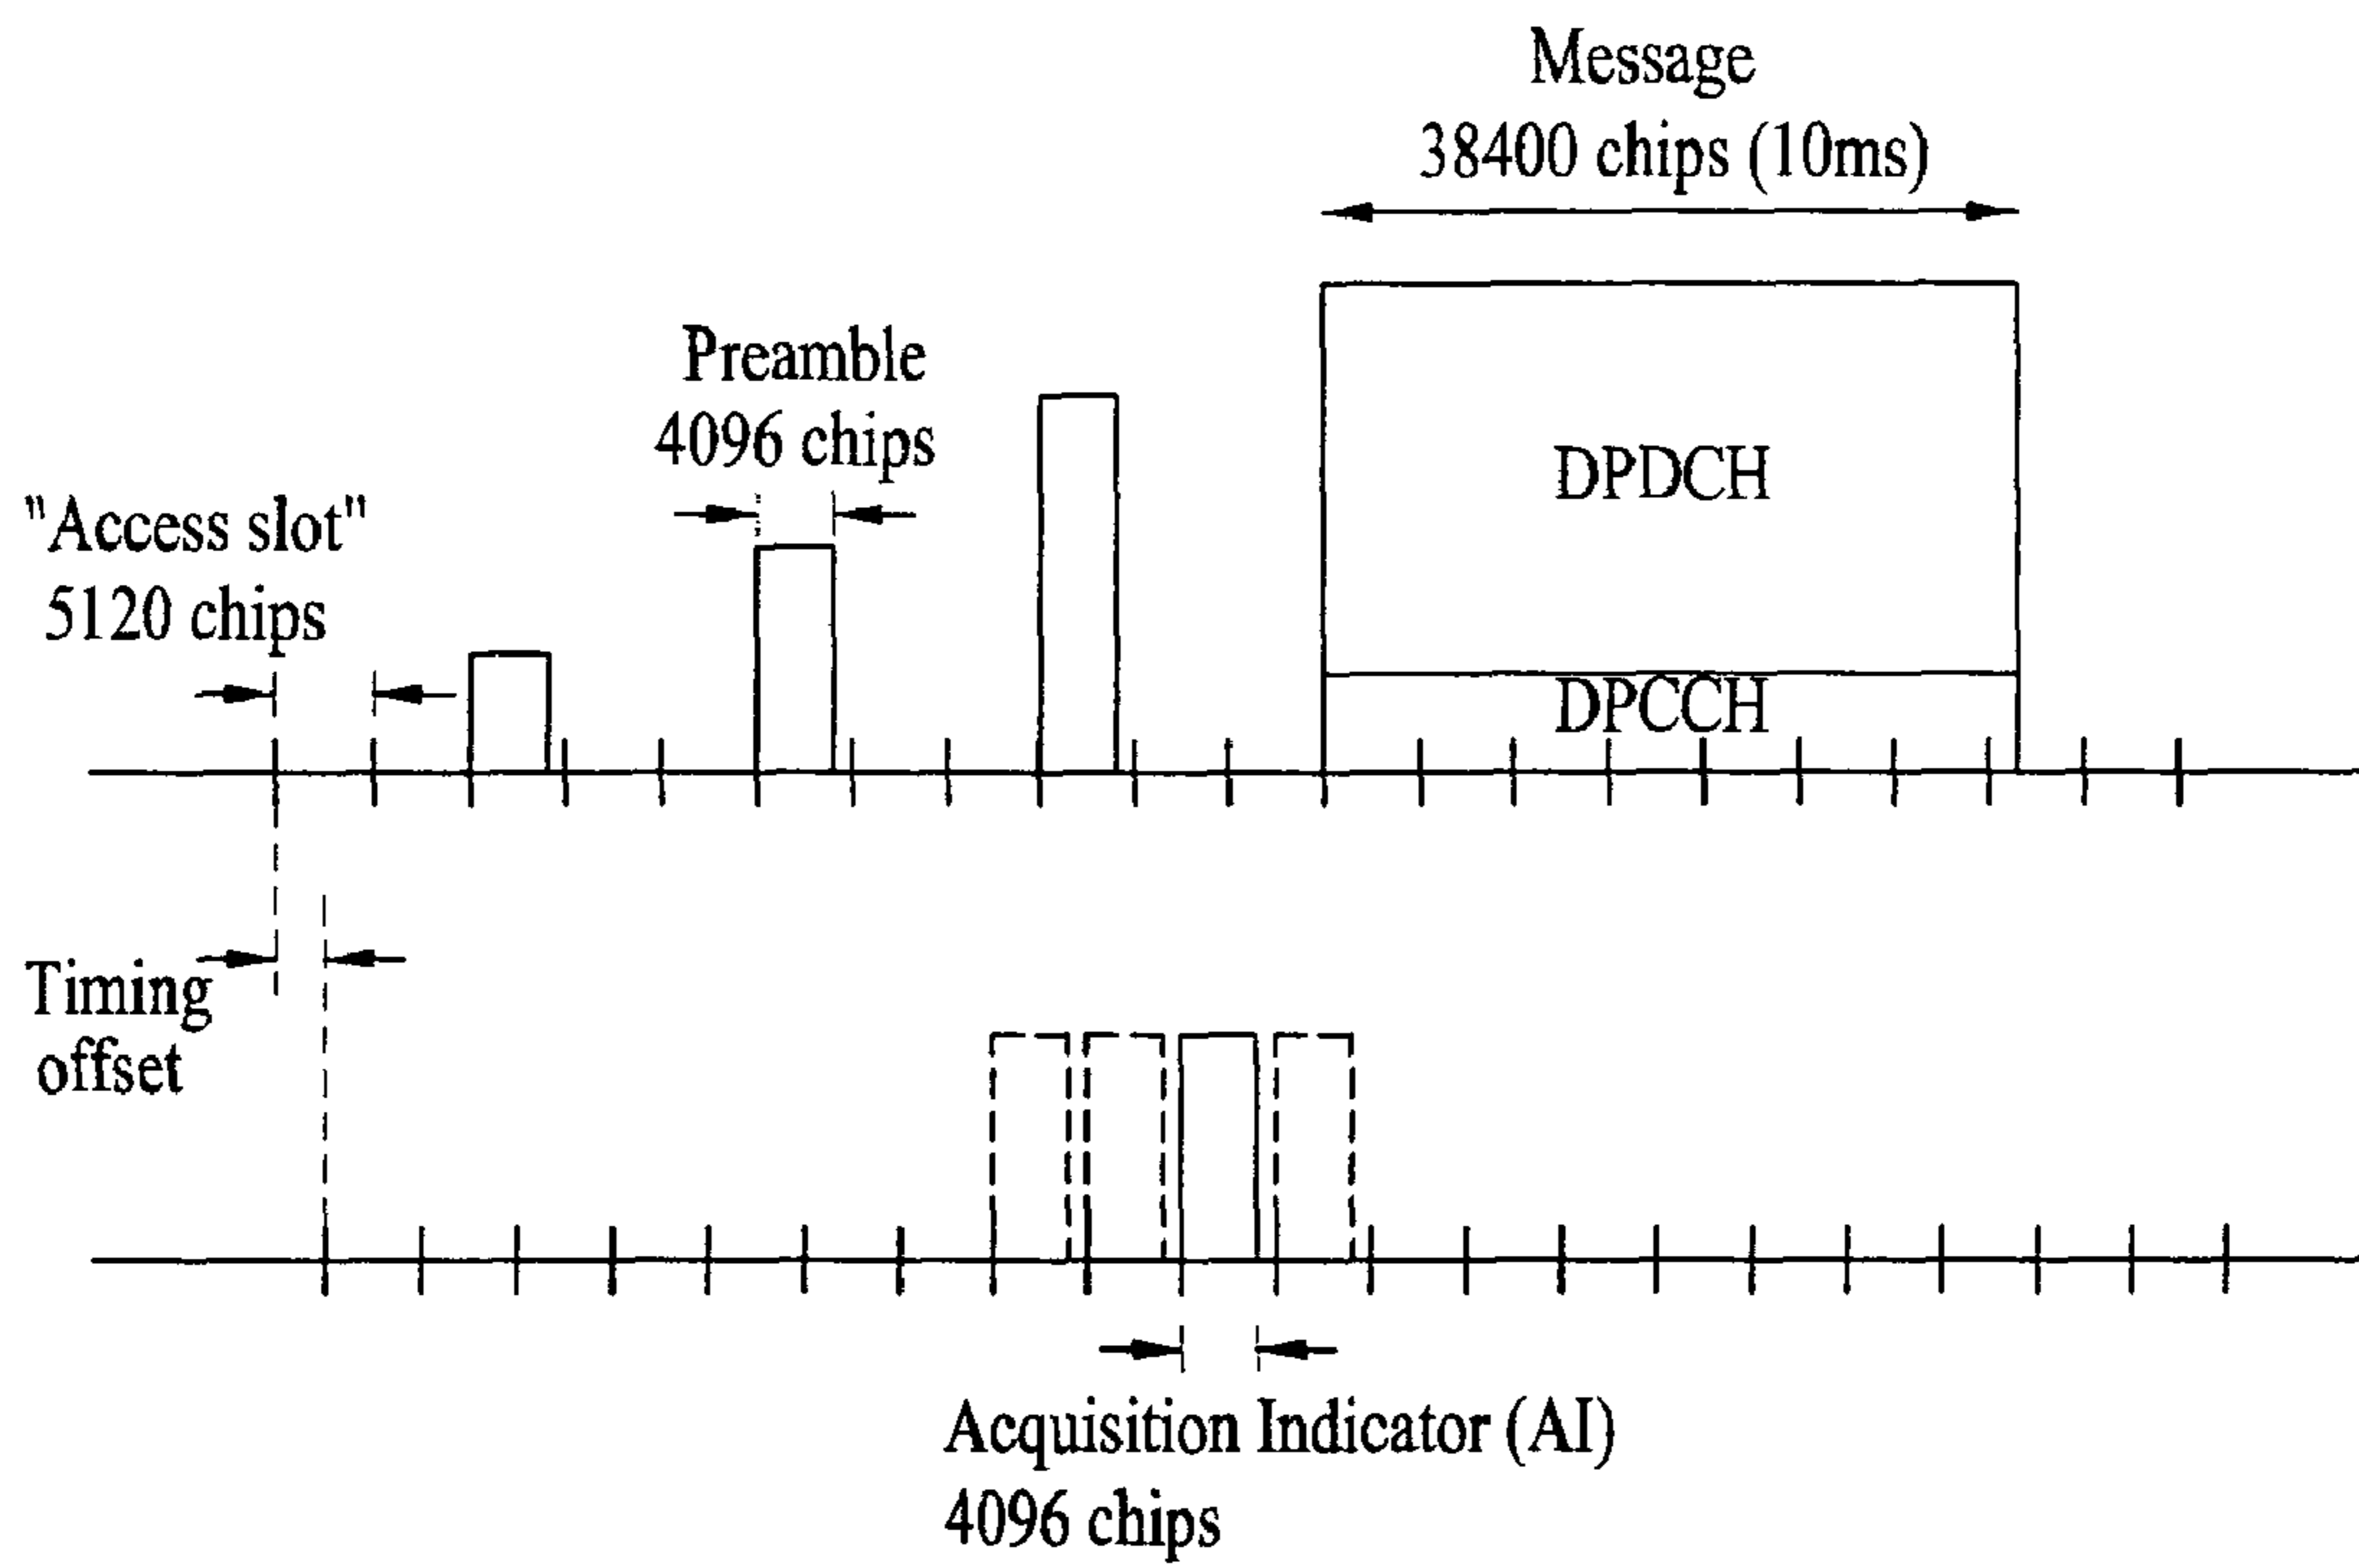 Message
38400 chips (10ms)
Preamble
4096 chips
"Access slot"
5120 chips
DPDCH
DPCCH
Timing
offset
Acquisition Indicator (AI)
4096 chips